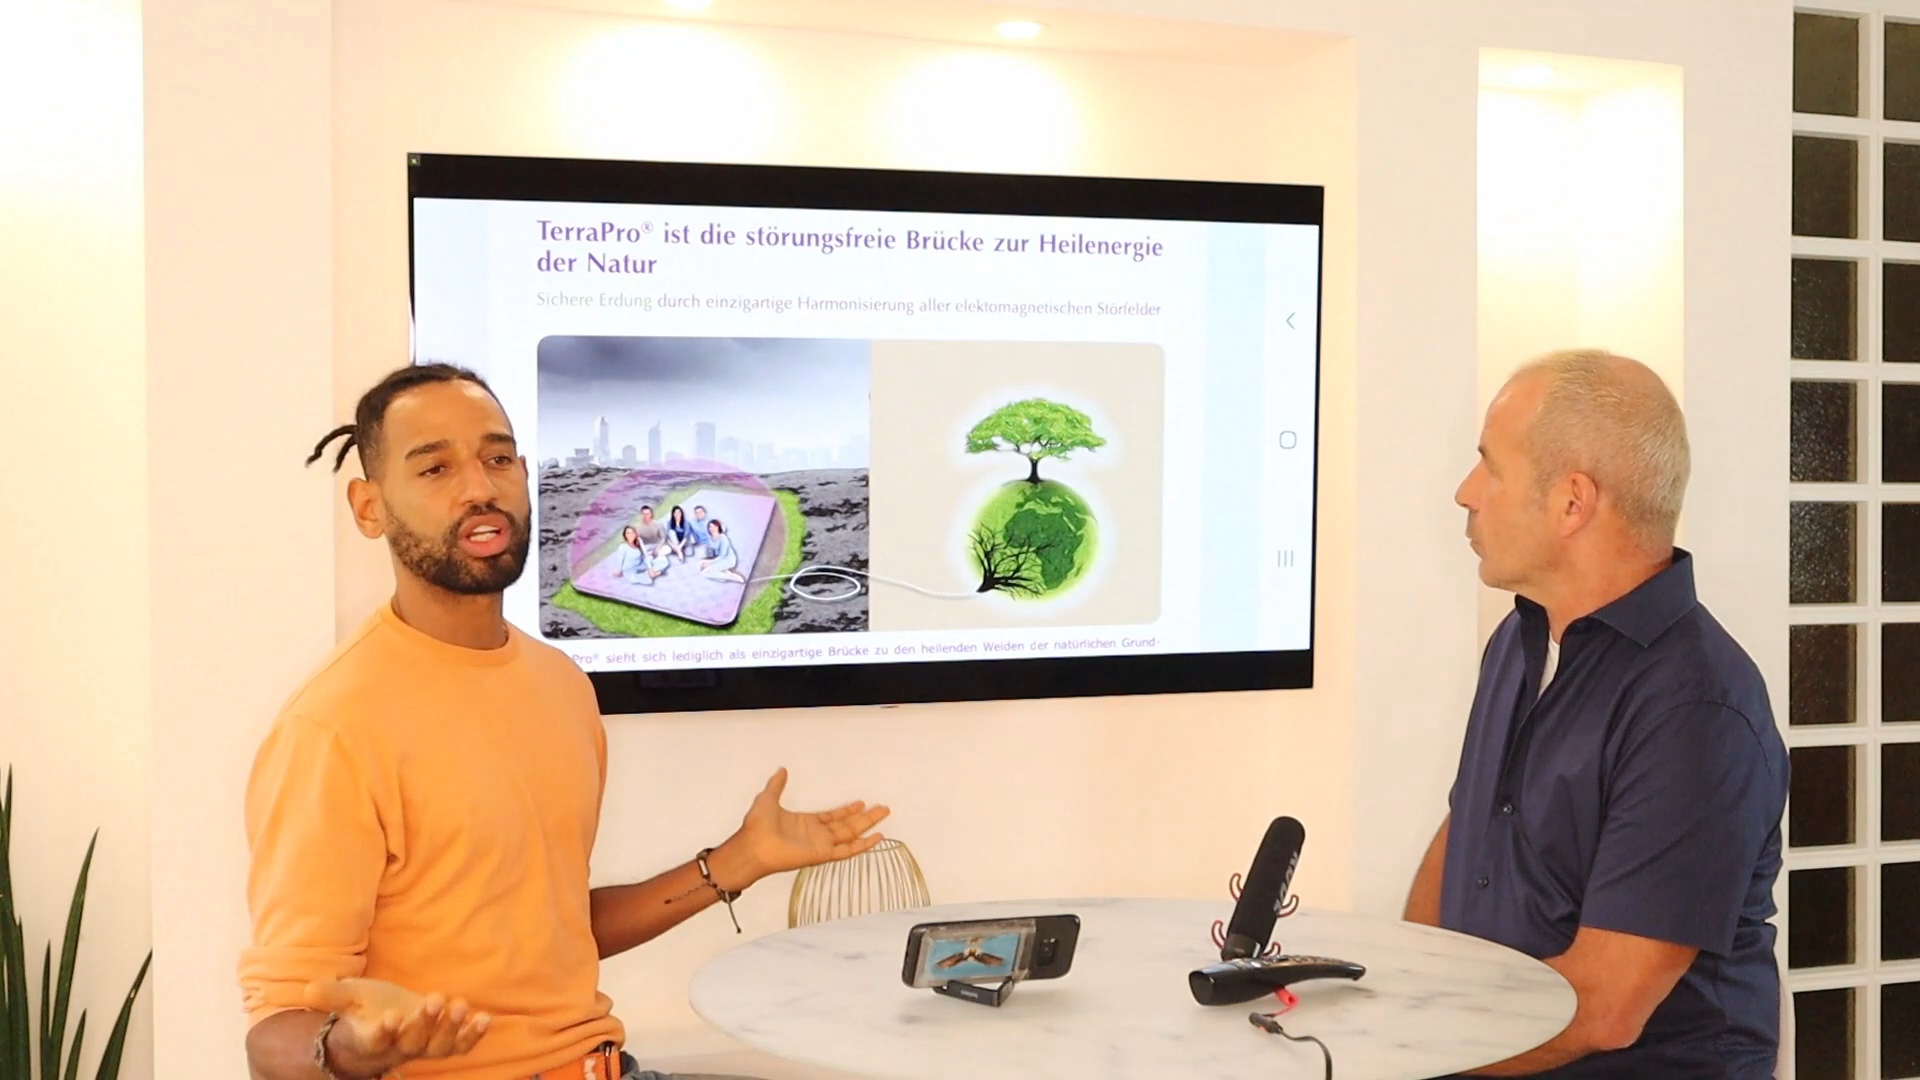 TerraPro® ist die störungsfreie Brücke zur Heilenergie
der Natur
Sichere Erdung durch einzigartige Harmonisierung aller elektomagnetischen Störfelder
Pro® sieht sich lediglich als einzigartige Brücke zu den heilenden Weiden der natürlichen Grund-